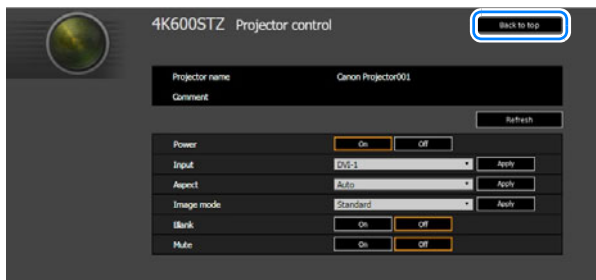 4K600STZ Projector control
Back to top
Projector name Canon Projector001
Comment
Refresh
Power On Off
Input DVI-1 Apply
Aspect Auto Apply
Image mode Standard Apply
Blank On Off
Mute On Off